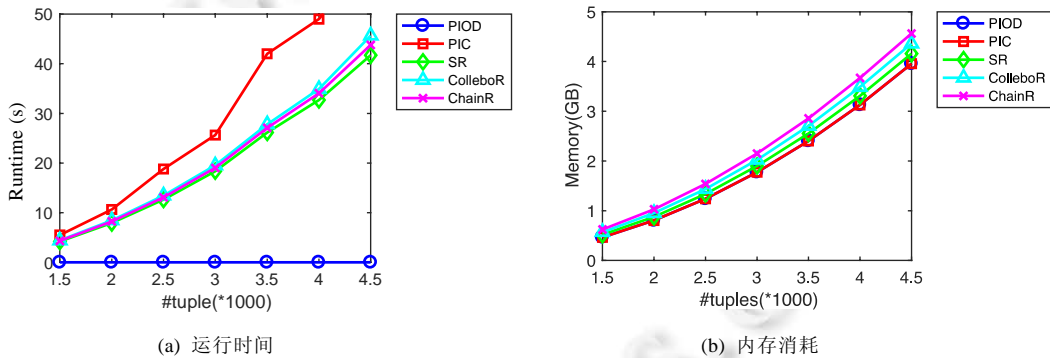 50
40
30
20
10
0
Runtime (s)
1.5 2 2.5 3 3.5 4 4.5
#tuple(*1000)
PIOD
PIC
SR
ColleboR
ChainR
(a) 运行时间
5
4
3
2
1
0
Memory(GB)
1.5 2 2.5 3 3.5 4 4.5
#tuples(*1000)
PIOD
PIC
SR
ColleboR
ChainR
(b) 内存消耗